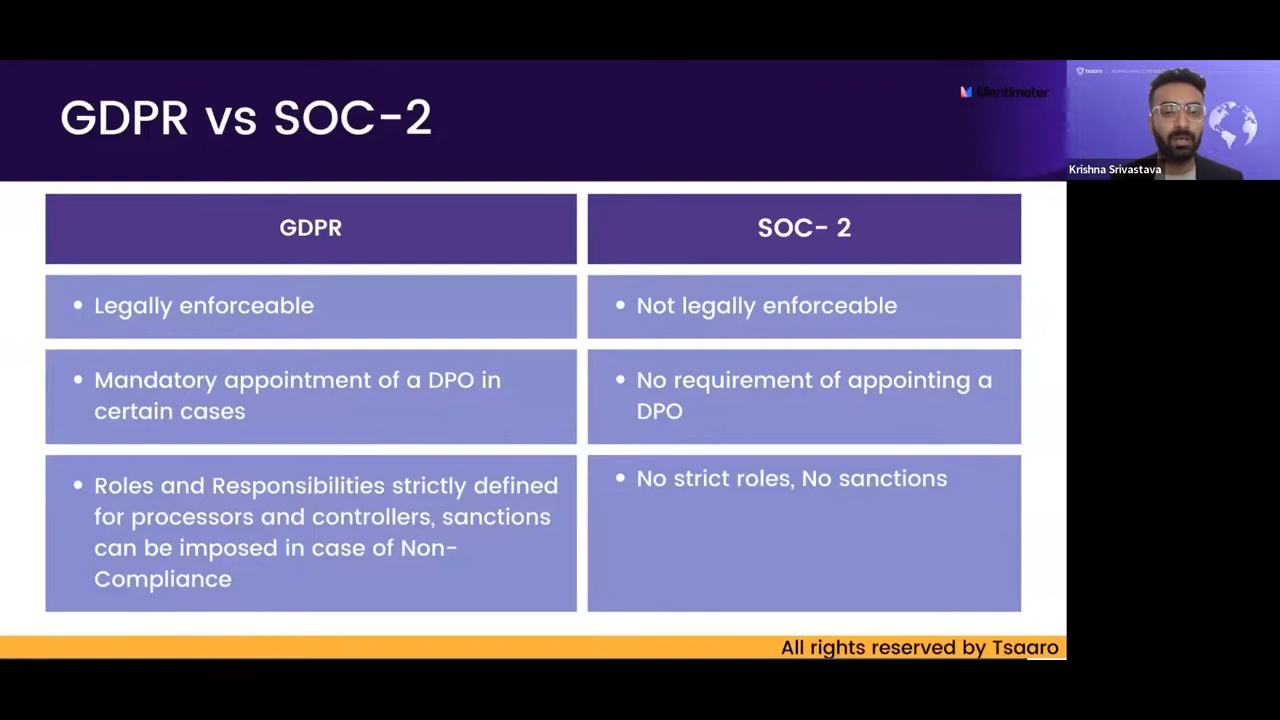 GDPR vs SOC-2
Mentimeter
tsaaro
Krishna Srivastava
GDPR
SOC- 2
• Legally enforceable
• Not legally enforceable
• Mandatory appointment of a DPO in
certain cases
• No requirement of appointing a
DPO
• Roles and Responsibilities strictly defined
for processors and controllers, sanctions
can be imposed in case of Non-
Compliance
• No strict roles, No sanctions
All rights reserved by Tsaaro